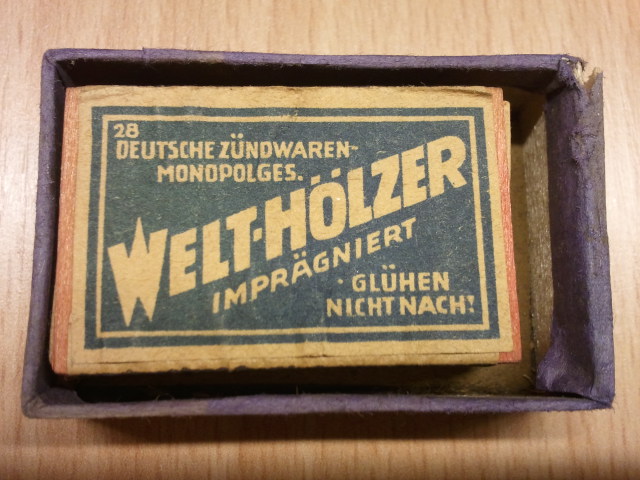 28
DEUTSCHE ZÜNDWAREN-
MONOPOLGES.
WELT-HÖLZER
IMPRÄGNIERT
GLÜHEN
NICHT NACH!